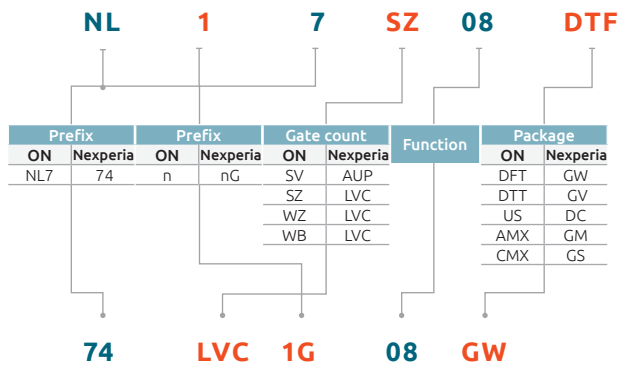 NL 1 7 SZ 08 DTF
Prefix Prefix Gate count Function Package
ON Nexperia ON Nexperia ON Nexperia ON Nexperia
NL7 74 n nG SV AUP DFT GW
SZ LVC DTT GV
WZ LVC US DC
WB LVC AMX GM
CMX GS
74 LVC 1G 08 GW